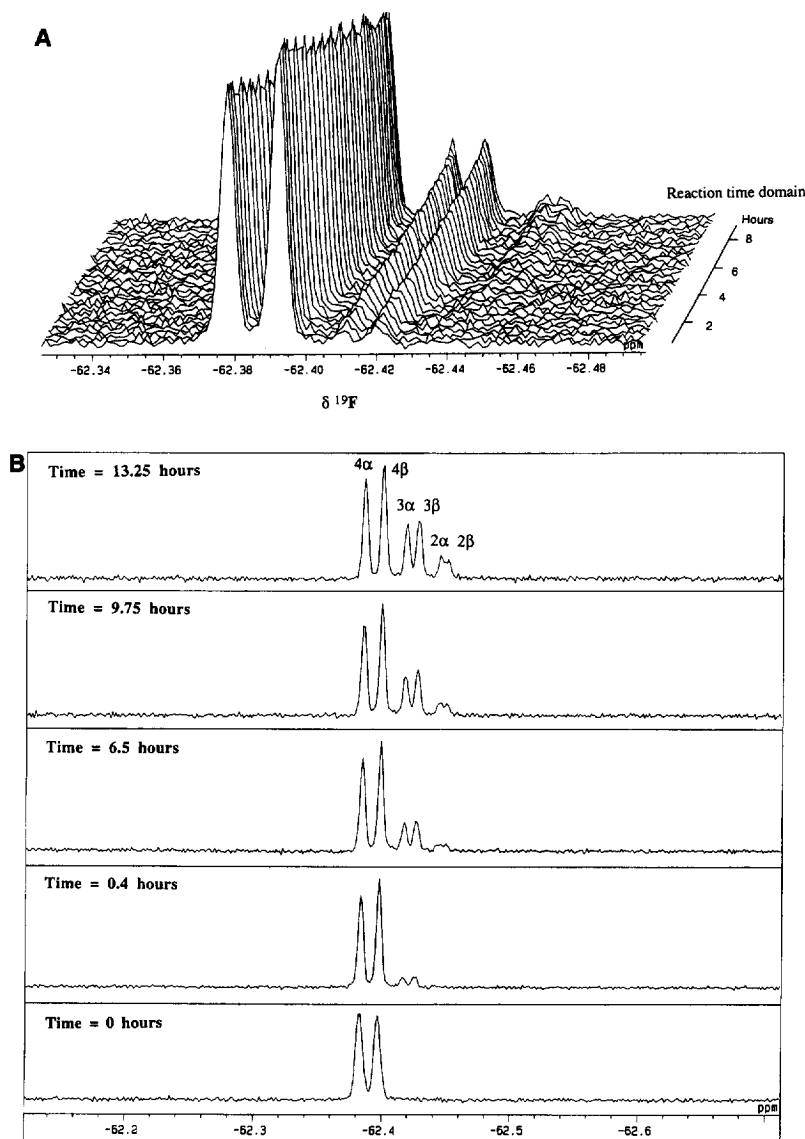 A
Reaction time domain
Hours
8
6
4
2
ppm
-62.34 -62.36 -62.38 -62.40 -62.42 -62.44 -62.46 -62.48
δ 19F
B
Time = 13.25 hours
4α 4β
3α 3β
2α 2β
Time = 9.75 hours
Time = 6.5 hours
Time = 0.4 hours
Time = 0 hours
ppm
-62.2 -62.3 -62.4 -62.5 -62.6